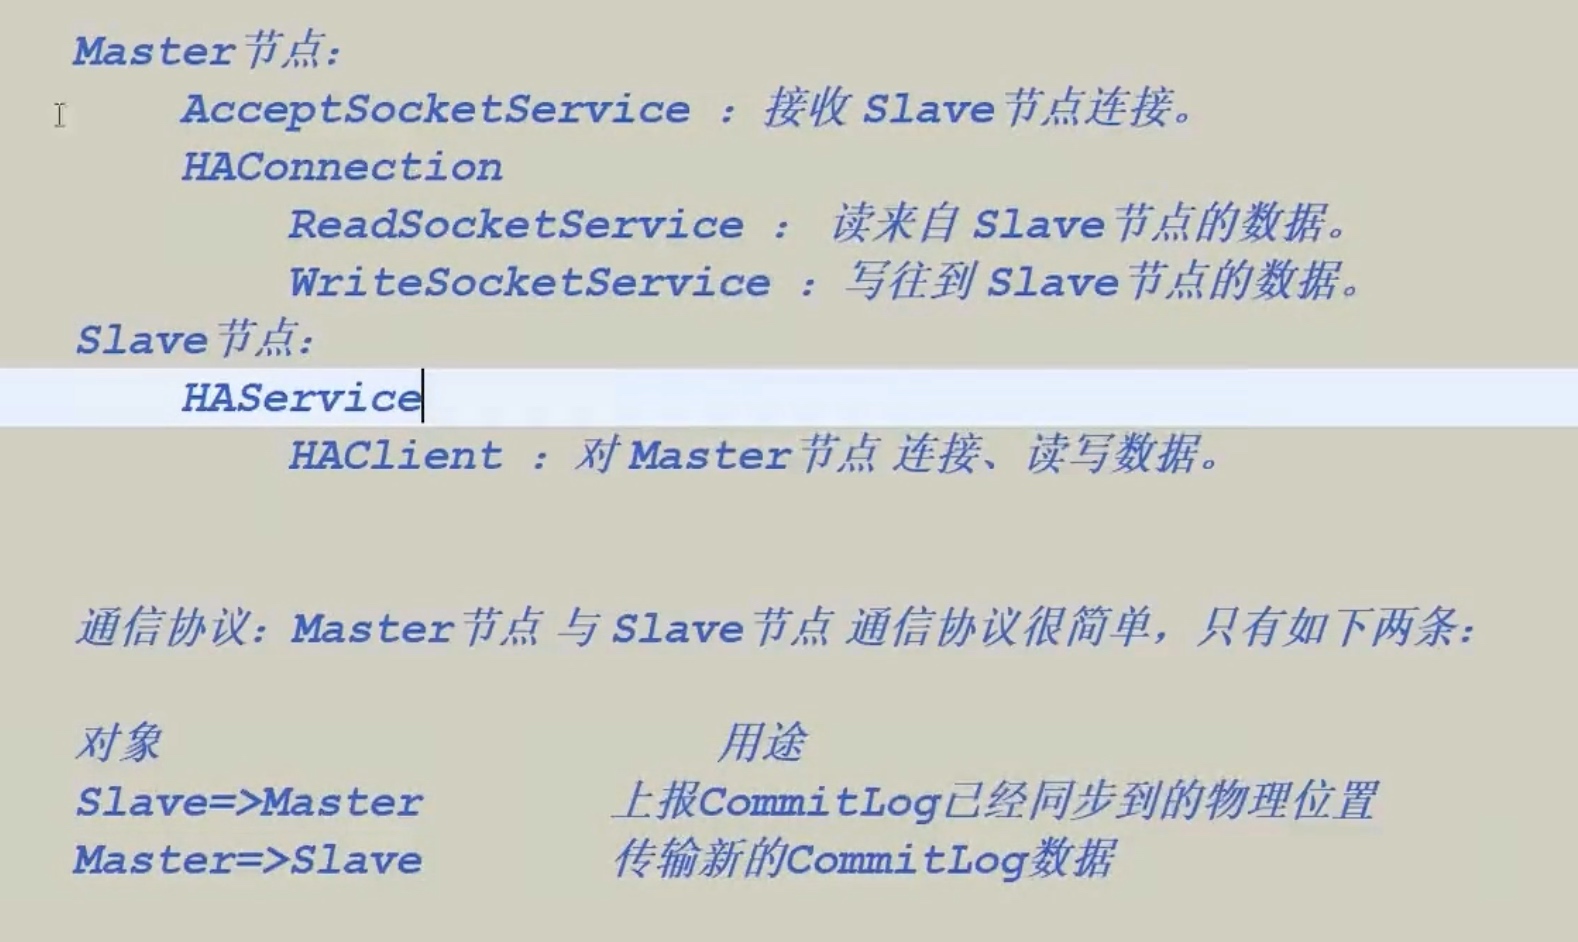 Master节点：
AcceptSocketService ：接收 Slave节点连接。
HAConnection
ReadSocketService ： 读来自 Slave节点的数据。
WriteSocketService ：写往到 Slave节点的数据。
Slave节点：
HAService
HAClient ：对 Master节点 连接、读写数据。
通信协议：Master节点 与 Slave节点 通信协议很简单，只有如下两条：
对象 用途
Slave=>Master 上报CommitLog已经同步到的物理位置
Master=>Slave 传输新的CommitLog数据